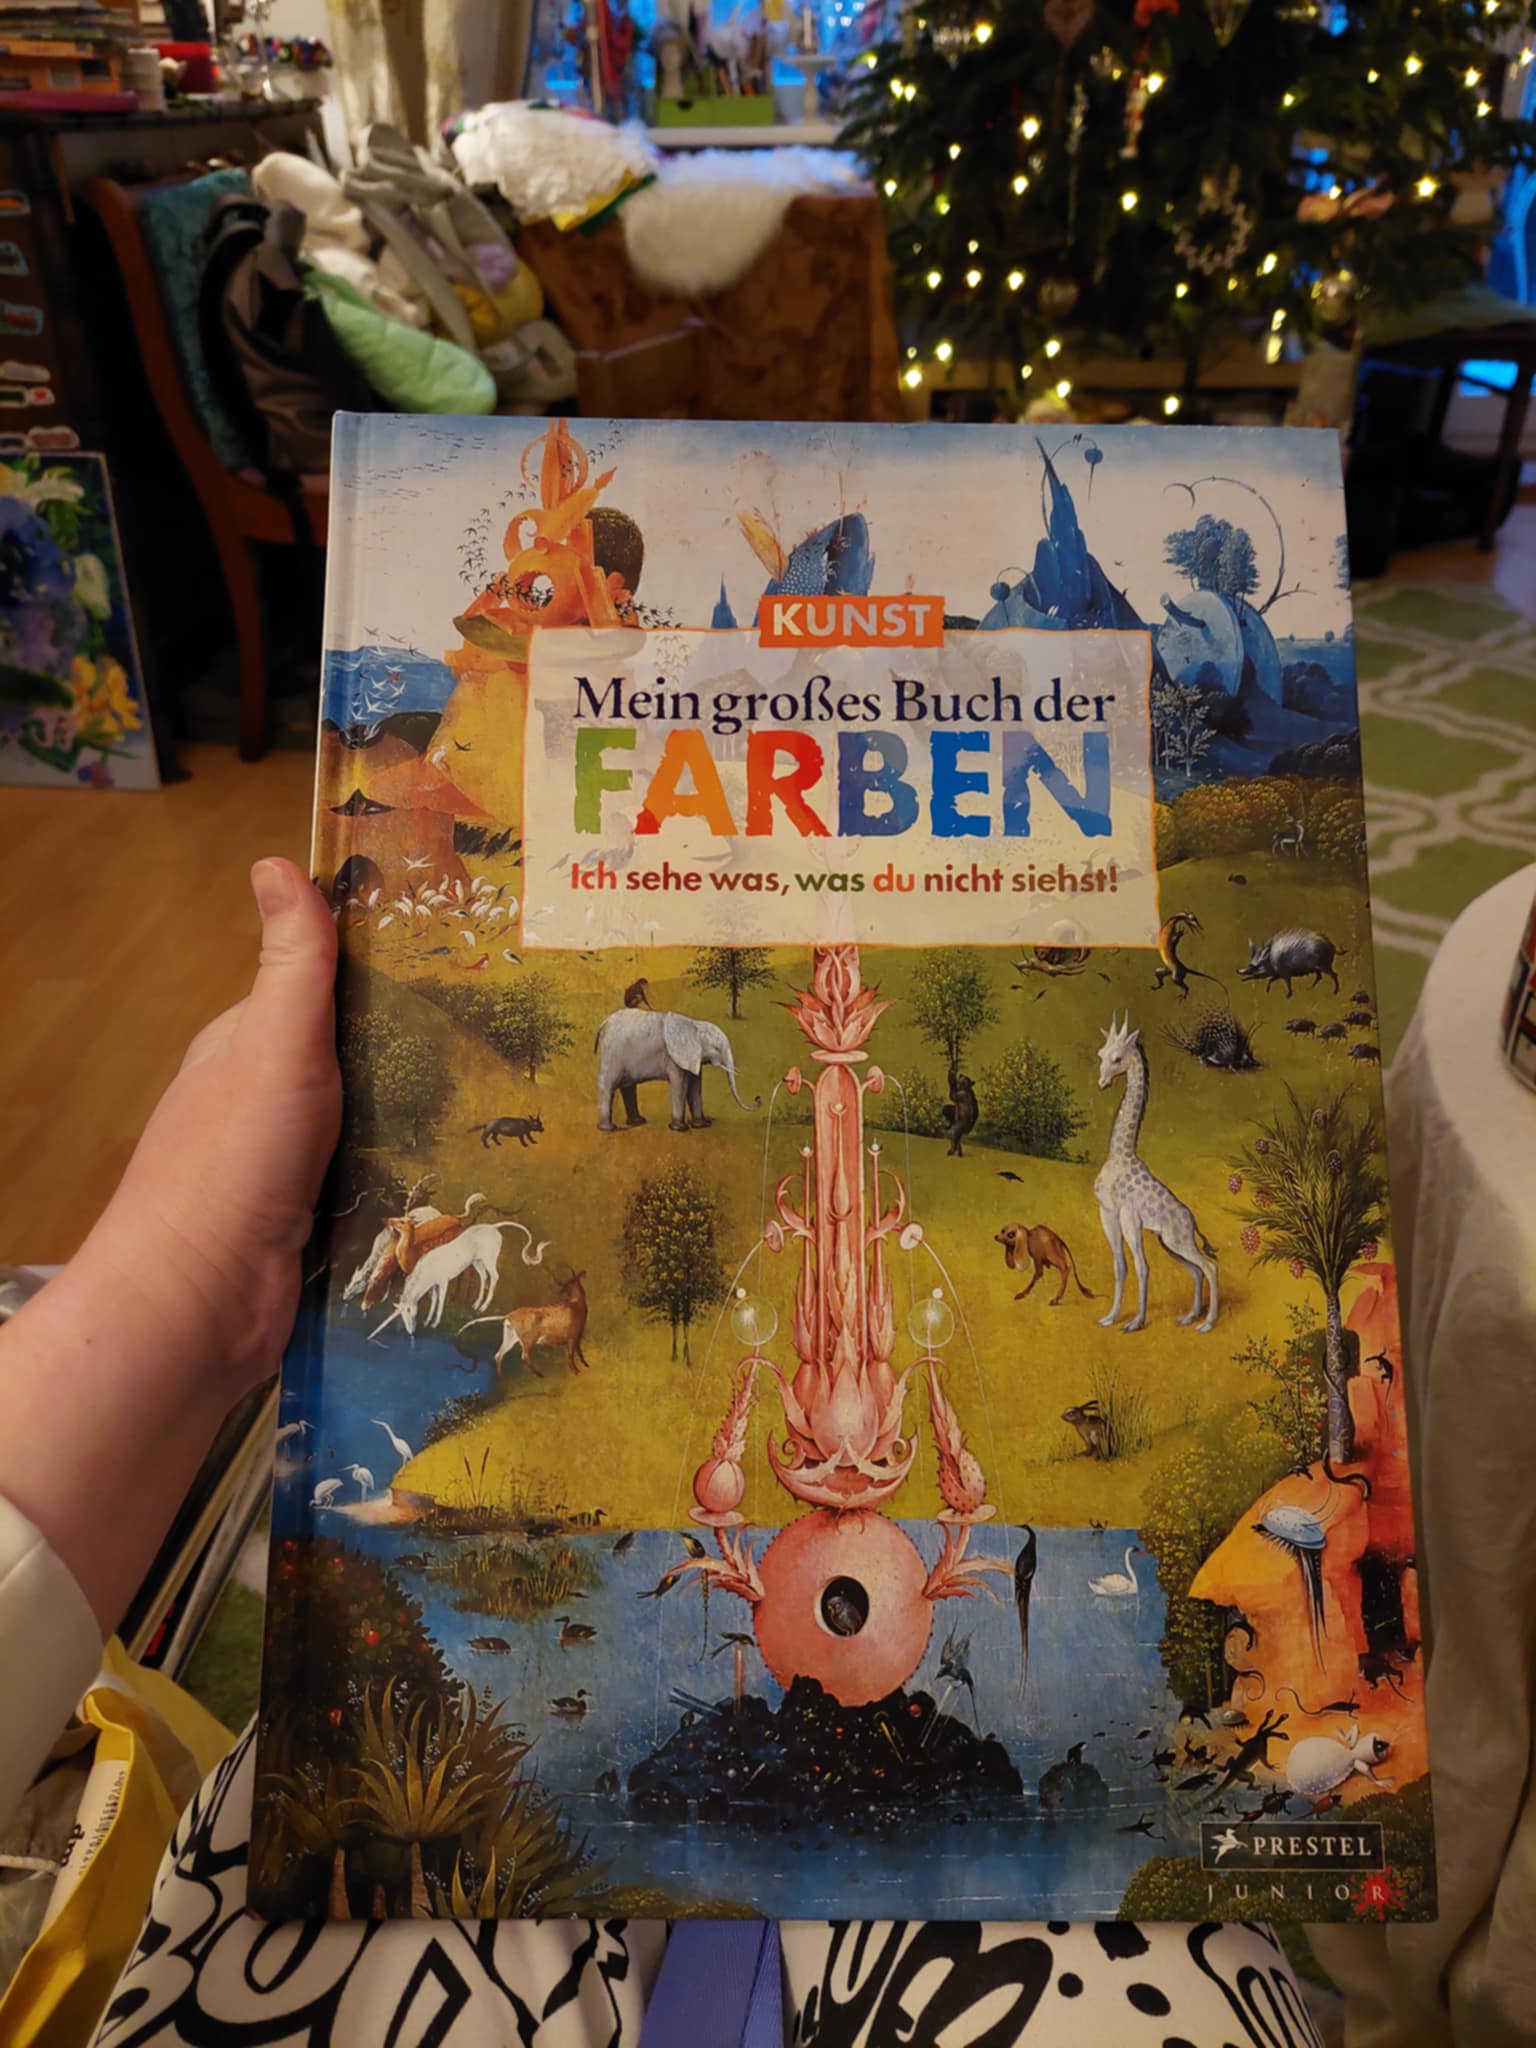 KUNST
Mein großes Buch der
FARBEN
Ich sehe was, was du nicht siehst!
PRESTEL
JUNIOR